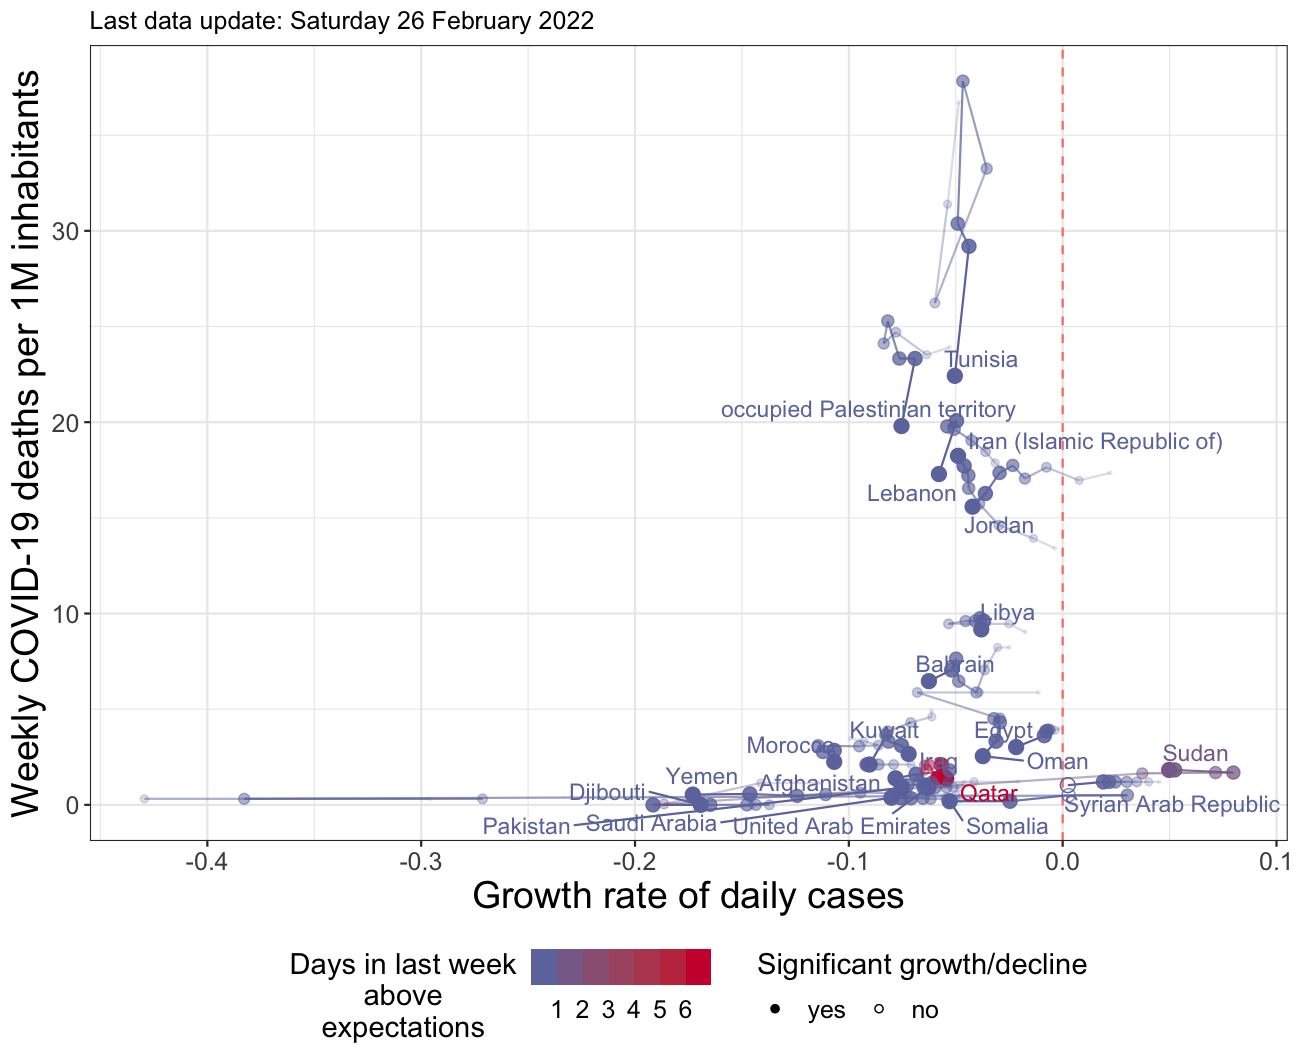 Last data update: Saturday 26 February 2022
Weekly COVID-19 deaths per 1M inhabitants
30
20
10
0
Tunisia
occupied Palestinian territory
Iran (Islamic Republic of)
Lebanon
Jordan
Libya
Bahrain
Kuwait
Egypt
Morocco
Iraq
Oman
Sudan
Yemen
Afghanistan
Djibouti
Qatar
Syrian Arab Republic
Pakistan
Saudi Arabia
United Arab Emirates
Somalia
-0.4
-0.3
-0.2
-0.1
0.0
0.1
Growth rate of daily cases
Days in last week
above
expectations
1 2 3 4 5 6
Significant growth/decline
yes
no